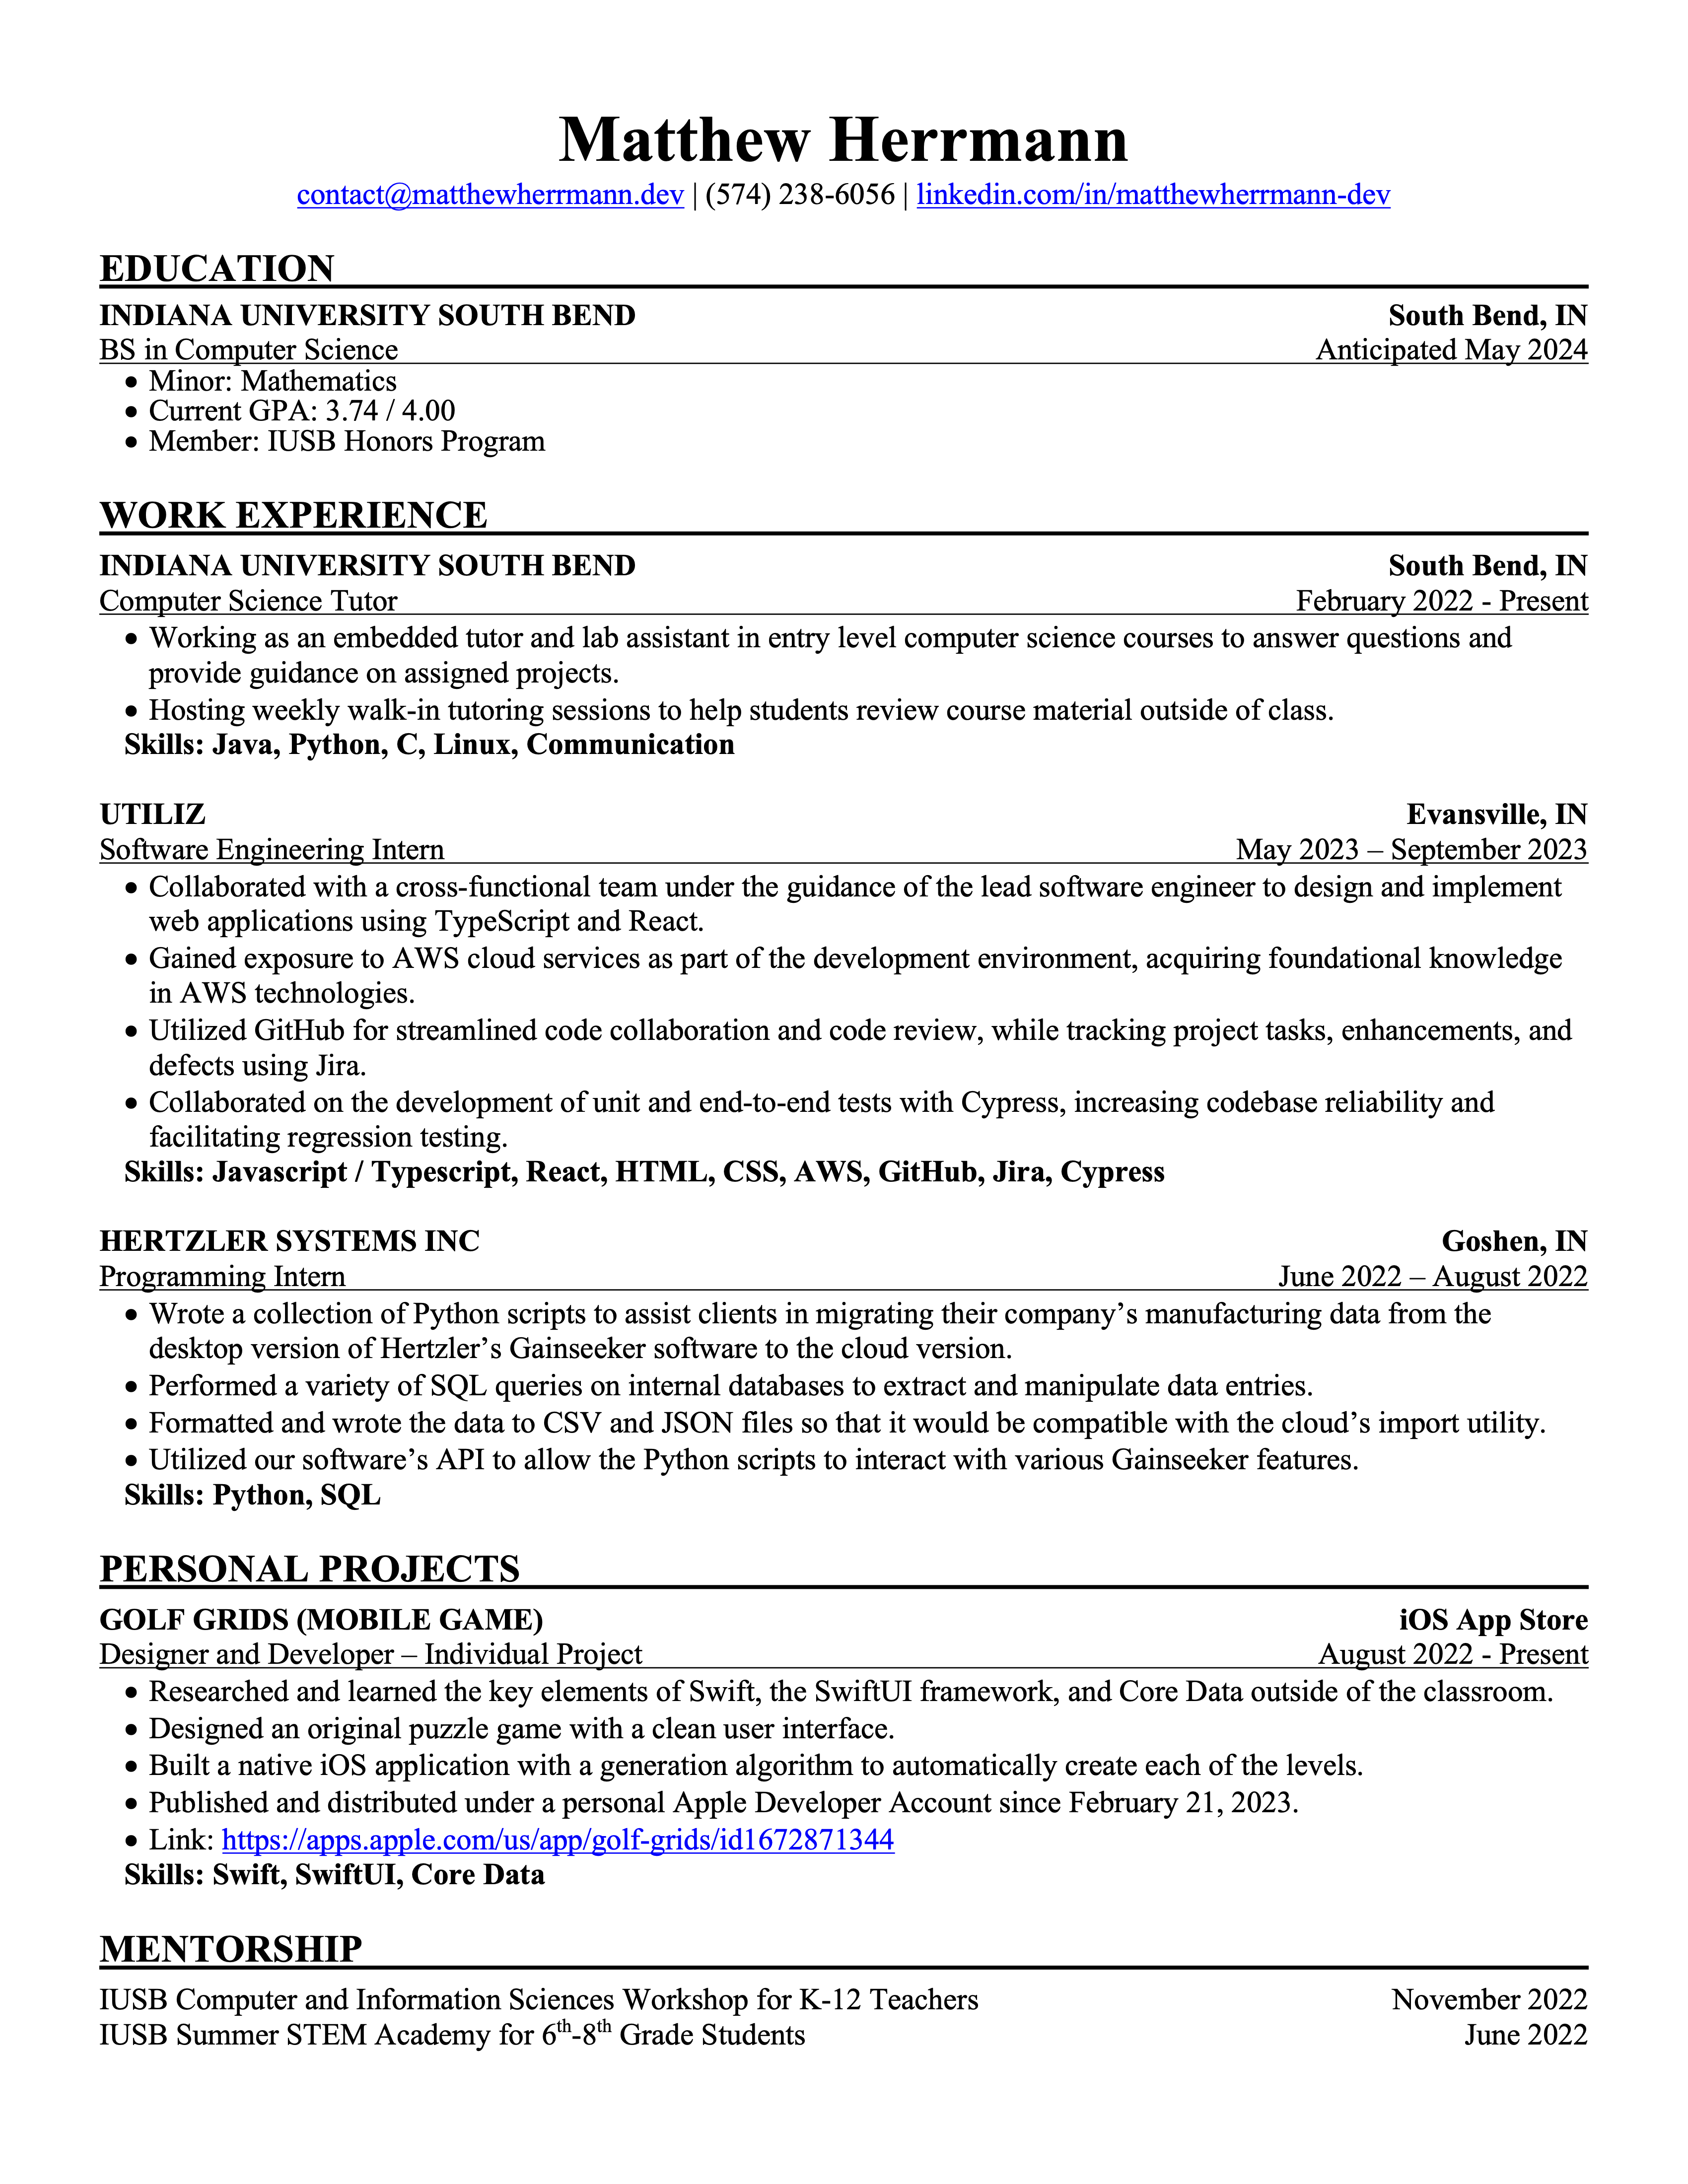 Matthew Herrmann
contact@matthewherrmann.dev | (574) 238-6056 | linkedin.com/in/matthewherrmann-dev
EDUCATION
INDIANA UNIVERSITY SOUTH BEND South Bend, IN
BS in Computer Science Anticipated May 2024
• Minor: Mathematics
• Current GPA: 3.74 / 4.00
• Member: IUSB Honors Program
WORK EXPERIENCE
INDIANA UNIVERSITY SOUTH BEND South Bend, IN
Computer Science Tutor February 2022 - Present
• Working as an embedded tutor and lab assistant in entry level computer science courses to answer questions and
provide guidance on assigned projects.
• Hosting weekly walk-in tutoring sessions to help students review course material outside of class.
Skills: Java, Python, C, Linux, Communication
UTILIZ Evansville, IN
Software Engineering Intern May 2023 – September 2023
• Collaborated with a cross-functional team under the guidance of the lead software engineer to design and implement
web applications using TypeScript and React.
• Gained exposure to AWS cloud services as part of the development environment, acquiring foundational knowledge
in AWS technologies.
• Utilized GitHub for streamlined code collaboration and code review, while tracking project tasks, enhancements, and
defects using Jira.
• Collaborated on the development of unit and end-to-end tests with Cypress, increasing codebase reliability and
facilitating regression testing.
Skills: Javascript / Typescript, React, HTML, CSS, AWS, GitHub, Jira, Cypress
HERTZLER SYSTEMS INC Goshen, IN
Programming Intern June 2022 – August 2022
• Wrote a collection of Python scripts to assist clients in migrating their company’s manufacturing data from the
desktop version of Hertzler’s Gainseeker software to the cloud version.
• Performed a variety of SQL queries on internal databases to extract and manipulate data entries.
• Formatted and wrote the data to CSV and JSON files so that it would be compatible with the cloud’s import utility.
• Utilized our software’s API to allow the Python scripts to interact with various Gainseeker features.
Skills: Python, SQL
PERSONAL PROJECTS
GOLF GRIDS (MOBILE GAME) iOS App Store
Designer and Developer – Individual Project August 2022 - Present
• Researched and learned the key elements of Swift, the SwiftUI framework, and Core Data outside of the classroom.
• Designed an original puzzle game with a clean user interface.
• Built a native iOS application with a generation algorithm to automatically create each of the levels.
• Published and distributed under a personal Apple Developer Account since February 21, 2023.
• Link: https://apps.apple.com/us/app/golf-grids/id1672871344
Skills: Swift, SwiftUI, Core Data
MENTORSHIP
IUSB Computer and Information Sciences Workshop for K-12 Teachers November 2022
IUSB Summer STEM Academy for 6th-8th Grade Students June 2022